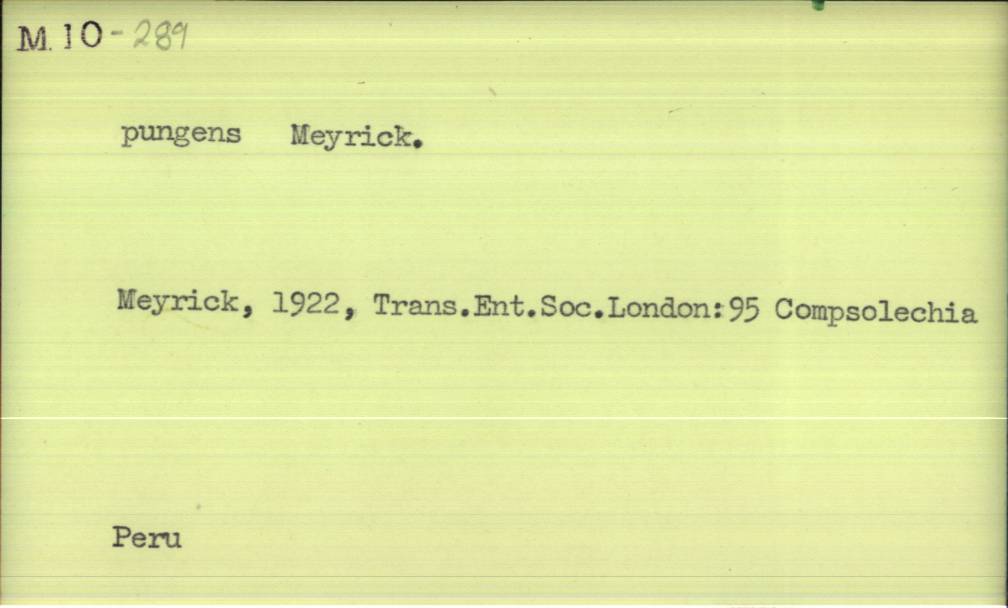 M. 10-289
pungens Meyrick.
Meyrick, 1922, Trans.Ent.Soc.London:95 Compsolechia
Peru